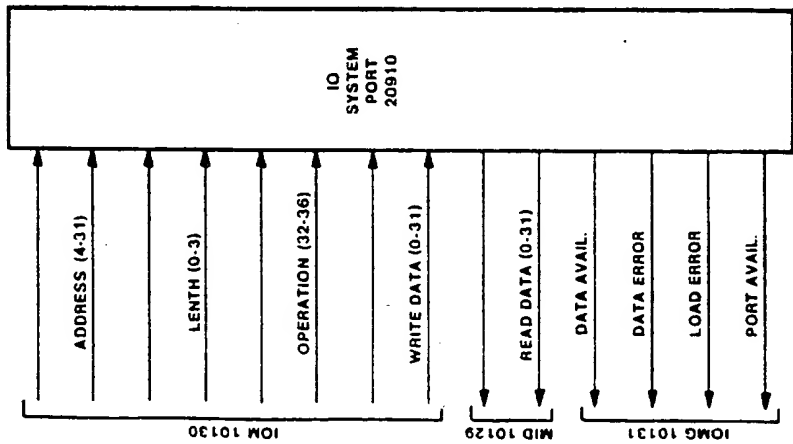 IO
SYSTEM
PORT
20910
ADDRESS (4-31)
LENTH (0-3)
OPERATION (32-36)
WRITE DATA (0-31)
READ DATA (0-31)
DATA AVAIL.
DATA ERROR
LOAD ERROR
PORT AVAIL.
IOM 10130
MID 10129
IOMC 10131